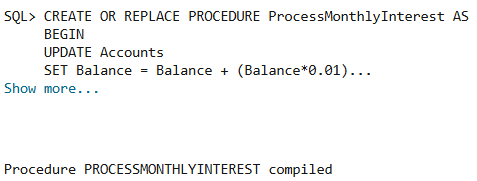 SQL> CREATE OR REPLACE PROCEDURE ProcessMonthlyInterest AS
BEGIN
UPDATE Accounts
SET Balance = Balance + (Balance*0.01)...
Show more...
Procedure PROCESSMONTHLYINTEREST compiled